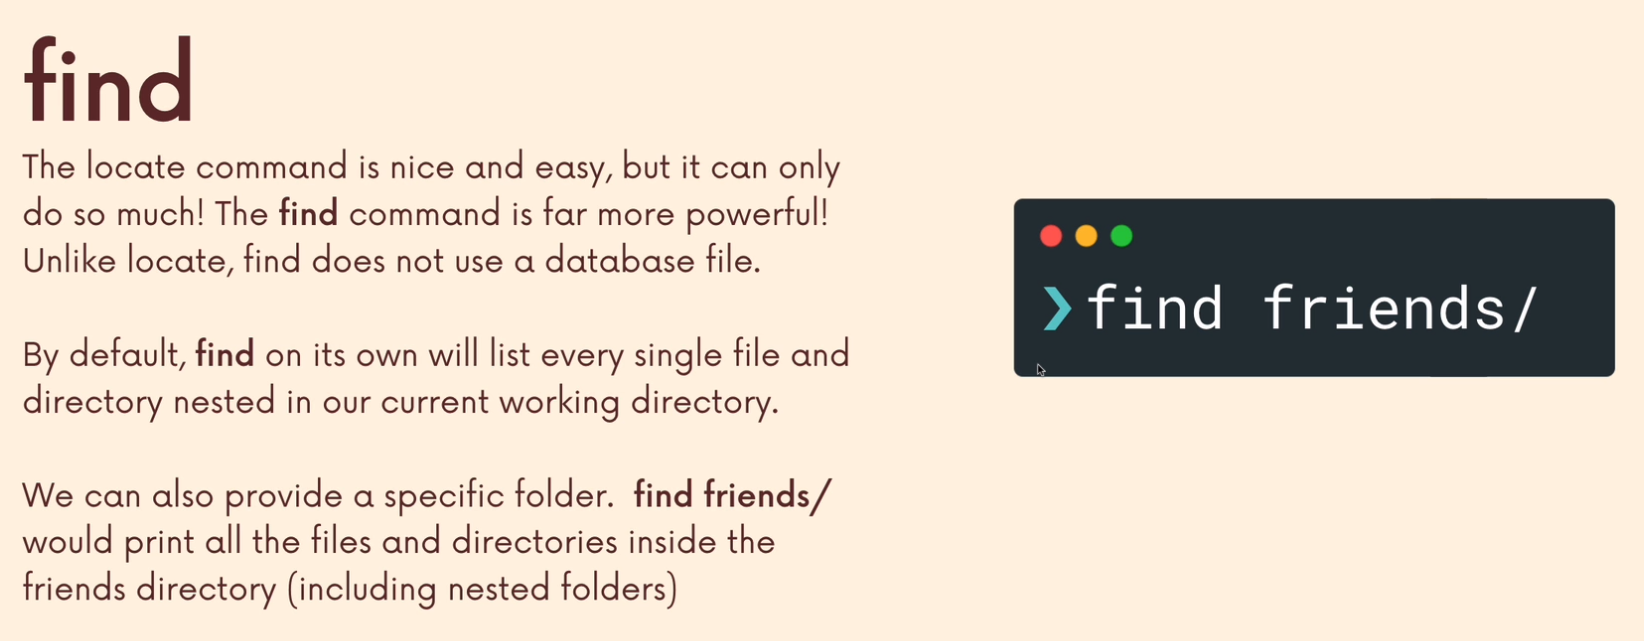 find
The locate command is nice and easy, but it can only
do so much! The find command is far more powerful!
Unlike locate, find does not use a database file.
By default, find on its own will list every single file and
directory nested in our current working directory.
We can also provide a specific folder.  find friends/
would print all the files and directories inside the
friends directory (including nested folders)
❯find friends/